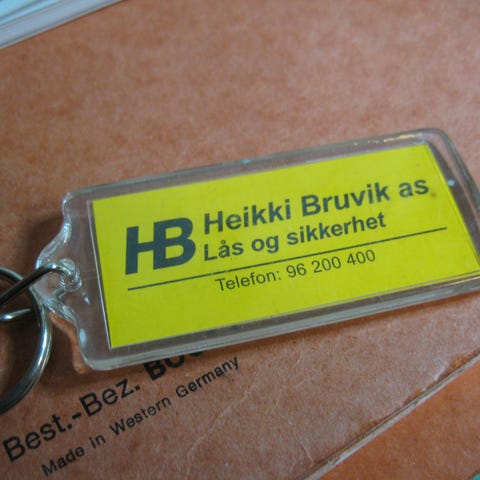 HB
Heikki Bruvik as
Lås og sikkerhet
Telefon: 96 200 400
Best.-Bez.
Made in Western Germany